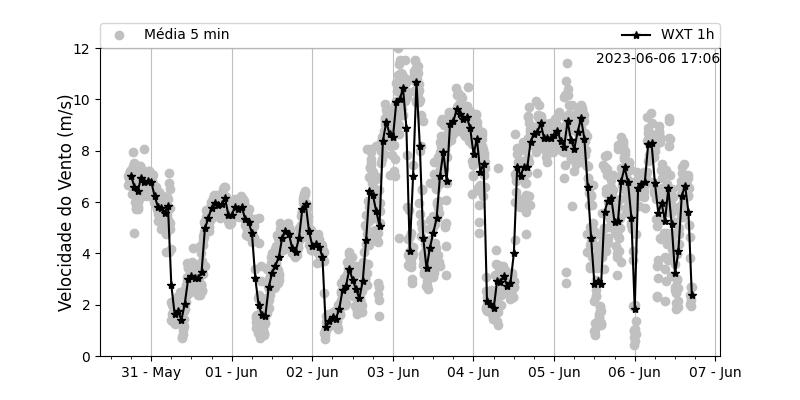 Média 5 min
WXT 1h
2023-06-06 17:06
Velocidade do Vento (m/s)
12
10
8
6
4
2
0
31 - May
01 - Jun
02 - Jun
03 - Jun
04 - Jun
05 - Jun
06 - Jun
07 - Jun